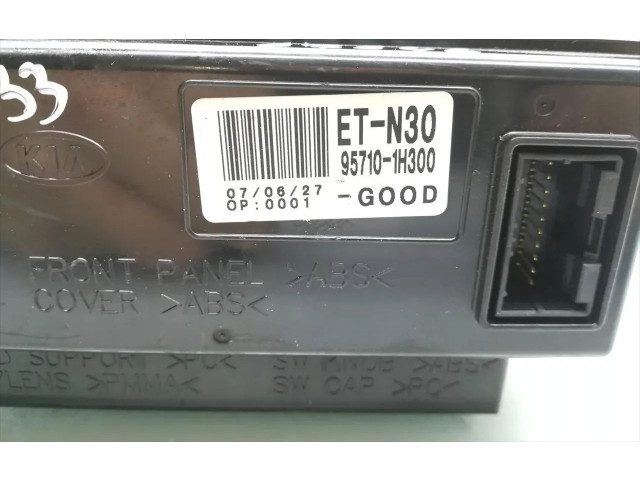 33
KIA
ET-N30
95710-1H300
07/06/27
OP:0001 -GOOD
FRONT PANEL >ABS<
COVER >ABS<
SUPPORT >PC< SW KNOB >ABS<
/LENS >PMMA< SW CAP >PC<